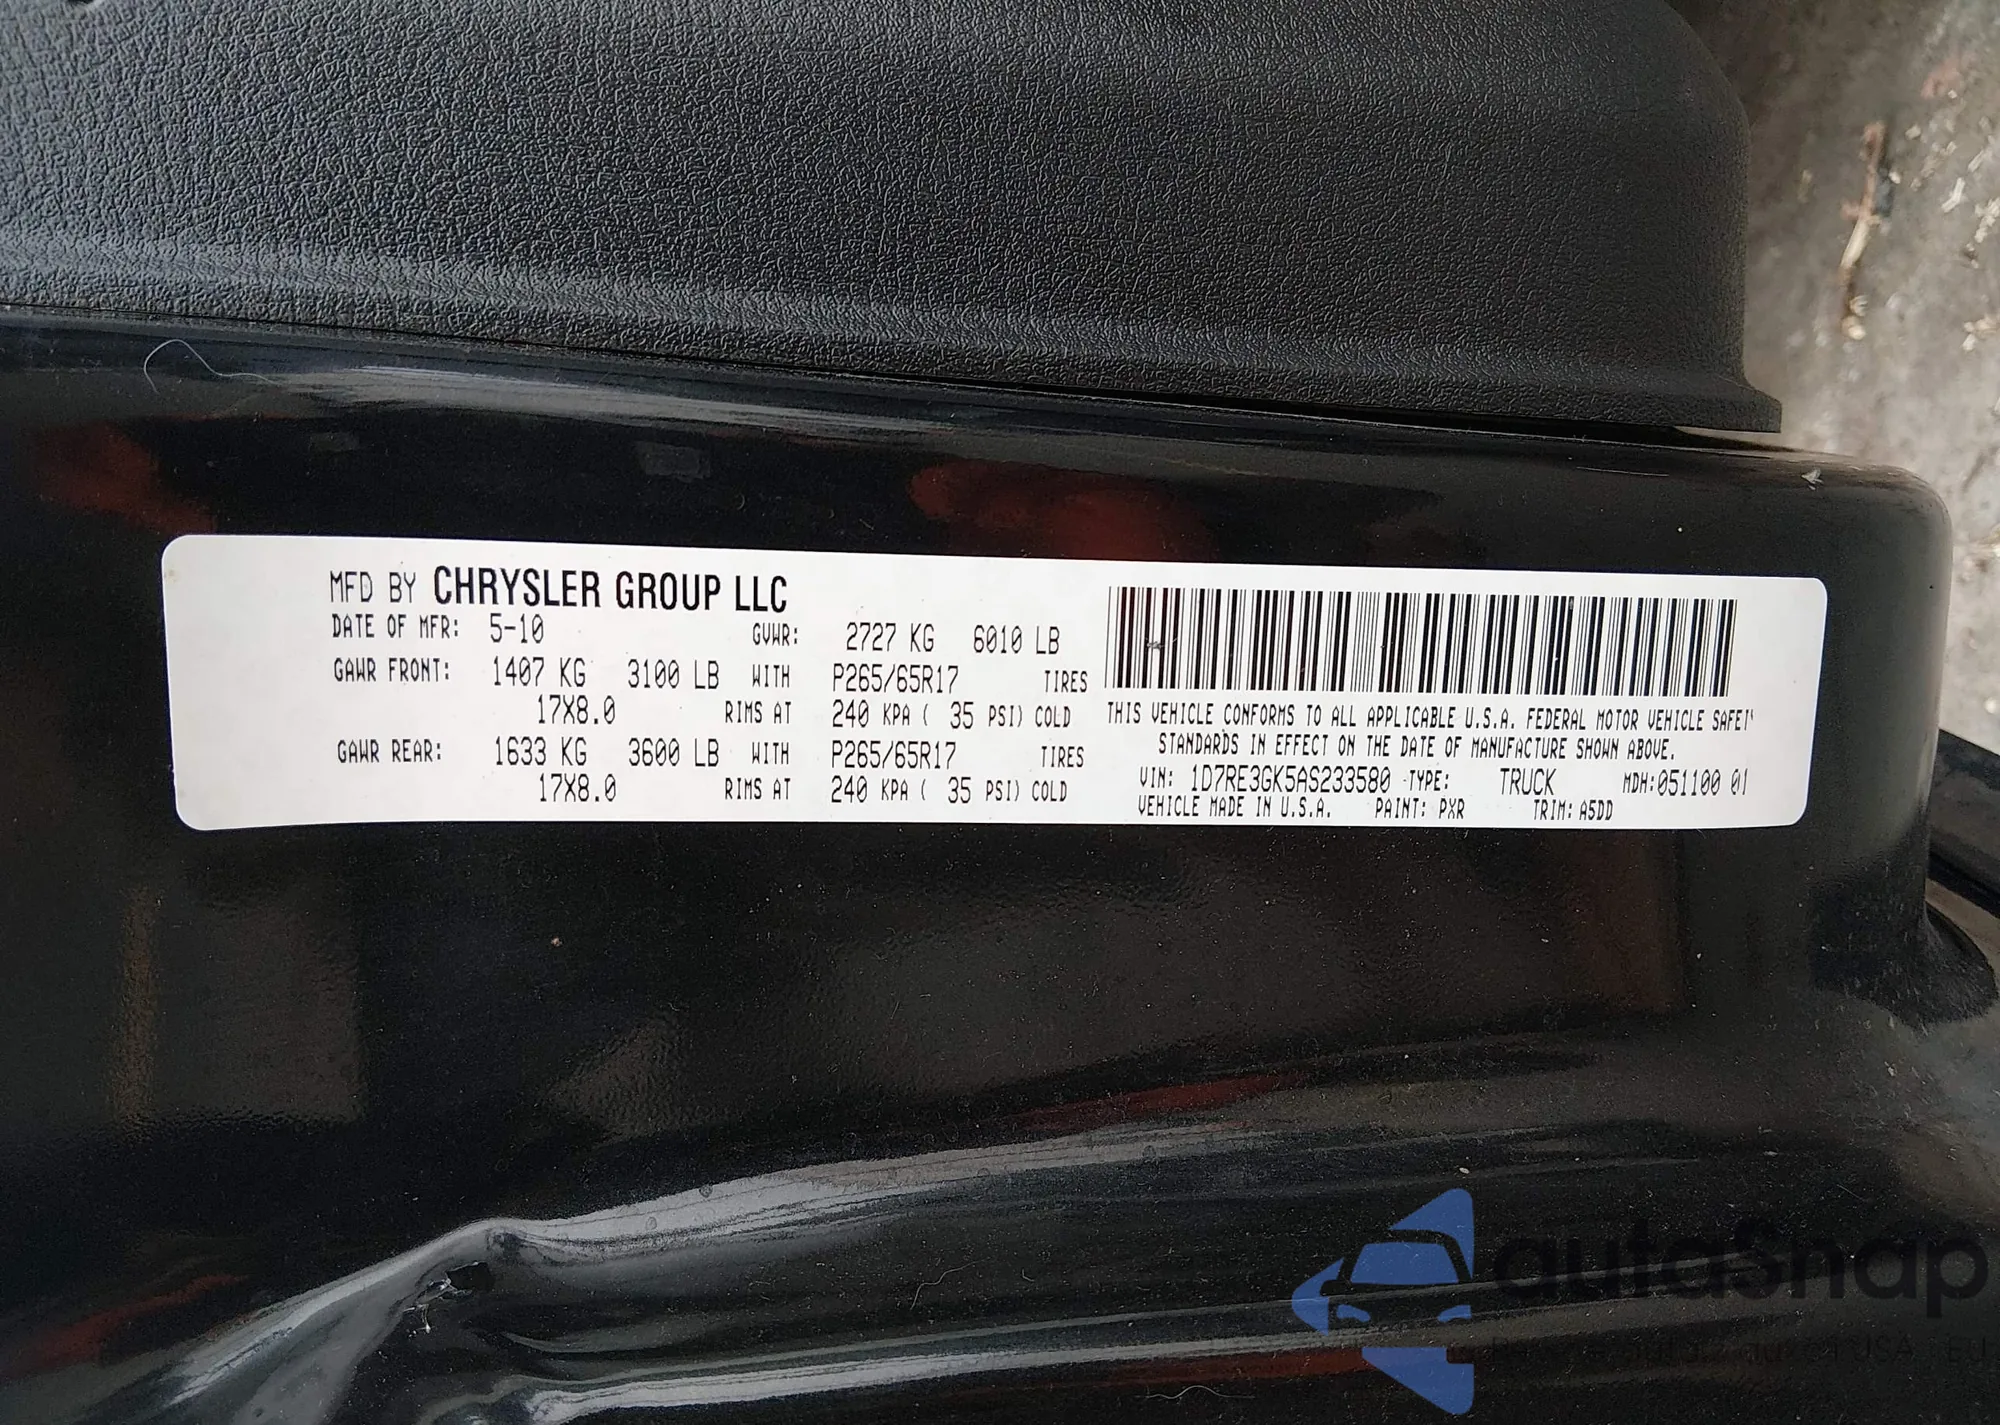 MFD BY CHRYSLER GROUP LLC
DATE OF MFR: 5-10 GVWR: 2727 KG 6010 LB
GAWR FRONT: 1407 KG 3100 LB WITH P265/65R17 TIRES
17X8.0 RIMS AT 240 KPA ( 35 PSI) COLD
GAWR REAR: 1633 KG 3600 LB WITH P265/65R17 TIRES
17X8.0 RIMS AT 240 KPA ( 35 PSI) COLD
THIS VEHICLE CONFORMS TO ALL APPLICABLE U.S.A. FEDERAL MOTOR VEHICLE
STANDARDS IN EFFECT ON THE DATE OF MANUFACTURE SHOWN ABOVE.
VIN: 1D7RE3GK5AS233580 TYPE: TRUCK MDH:051100 01
VEHICLE MADE IN U.S.A. PAINT: PXR TRIM: A5DD
autasnap